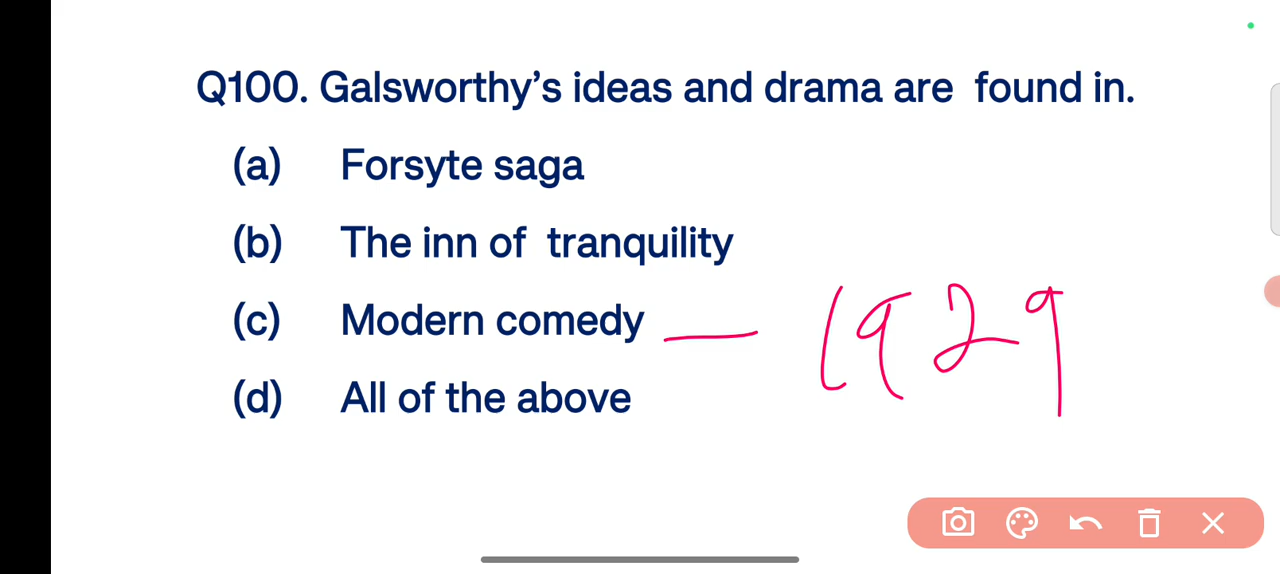 Q100. Galsworthy's ideas and drama are found in.
(a) Forsyte saga
(b) The inn of tranquility
(c) Modern comedy — 1929
(d) All of the above